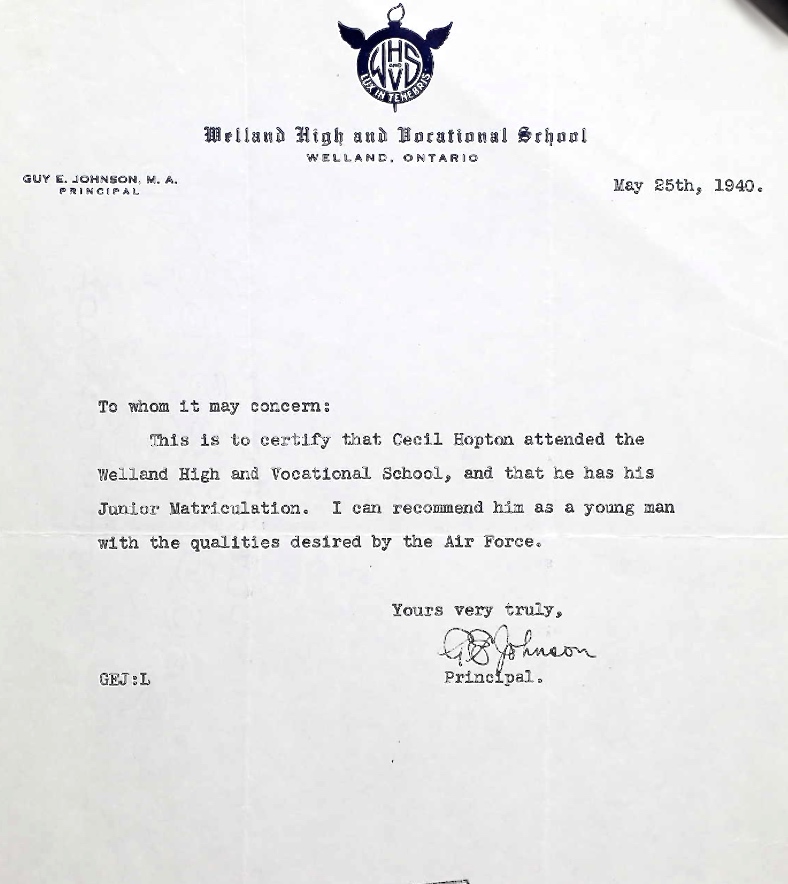 WHS
and
V
LUX IN TENEBRIS
Welland High and Vocational School
WELLAND, ONTARIO
GUY E. JOHNSON, M. A.
PRINCIPAL
May 25th, 1940.
To whom it may concern:
This is to certify that Cecil Hopton attended the
Welland High and Vocational School, and that he has his
Junior Matriculation. I can recommend him as a young man
with the qualities desired by the Air Force.
Yours very truly,
GE Johnson
GEJ:L
Principal.